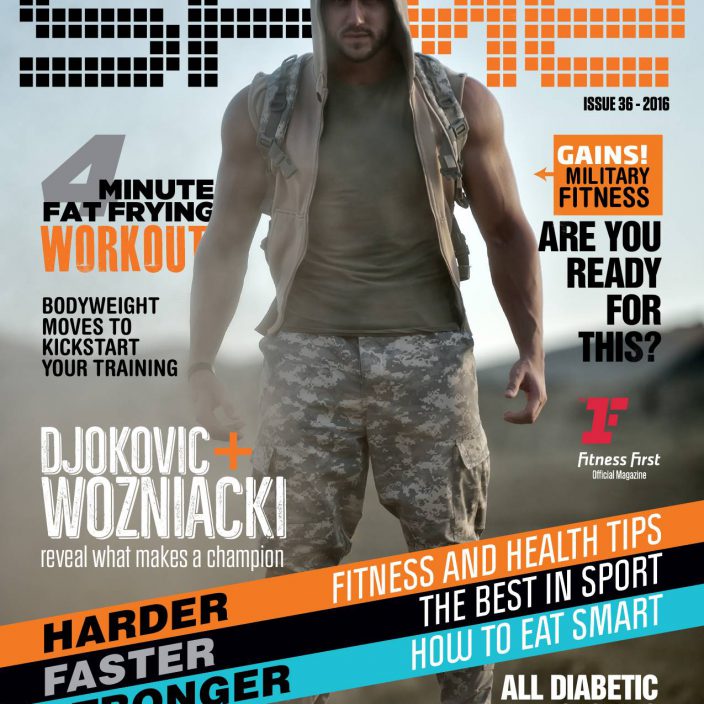 ISSUE 36 - 2016
4
MINUTE
FAT FRYING
WORKOUT
BODYWEIGHT
MOVES TO
KICKSTART
YOUR TRAINING
GAINS!
MILITARY
FITNESS
ARE YOU
READY
FOR
THIS?
Fitness First
Official Magazine
DJOKOVIC +
WOZNIACKI
reveal what makes a champion
HARDER
FASTER
STRONGER
FITNESS AND HEALTH TIPS
THE BEST IN SPORT
HOW TO EAT SMART
ALL DIABETIC